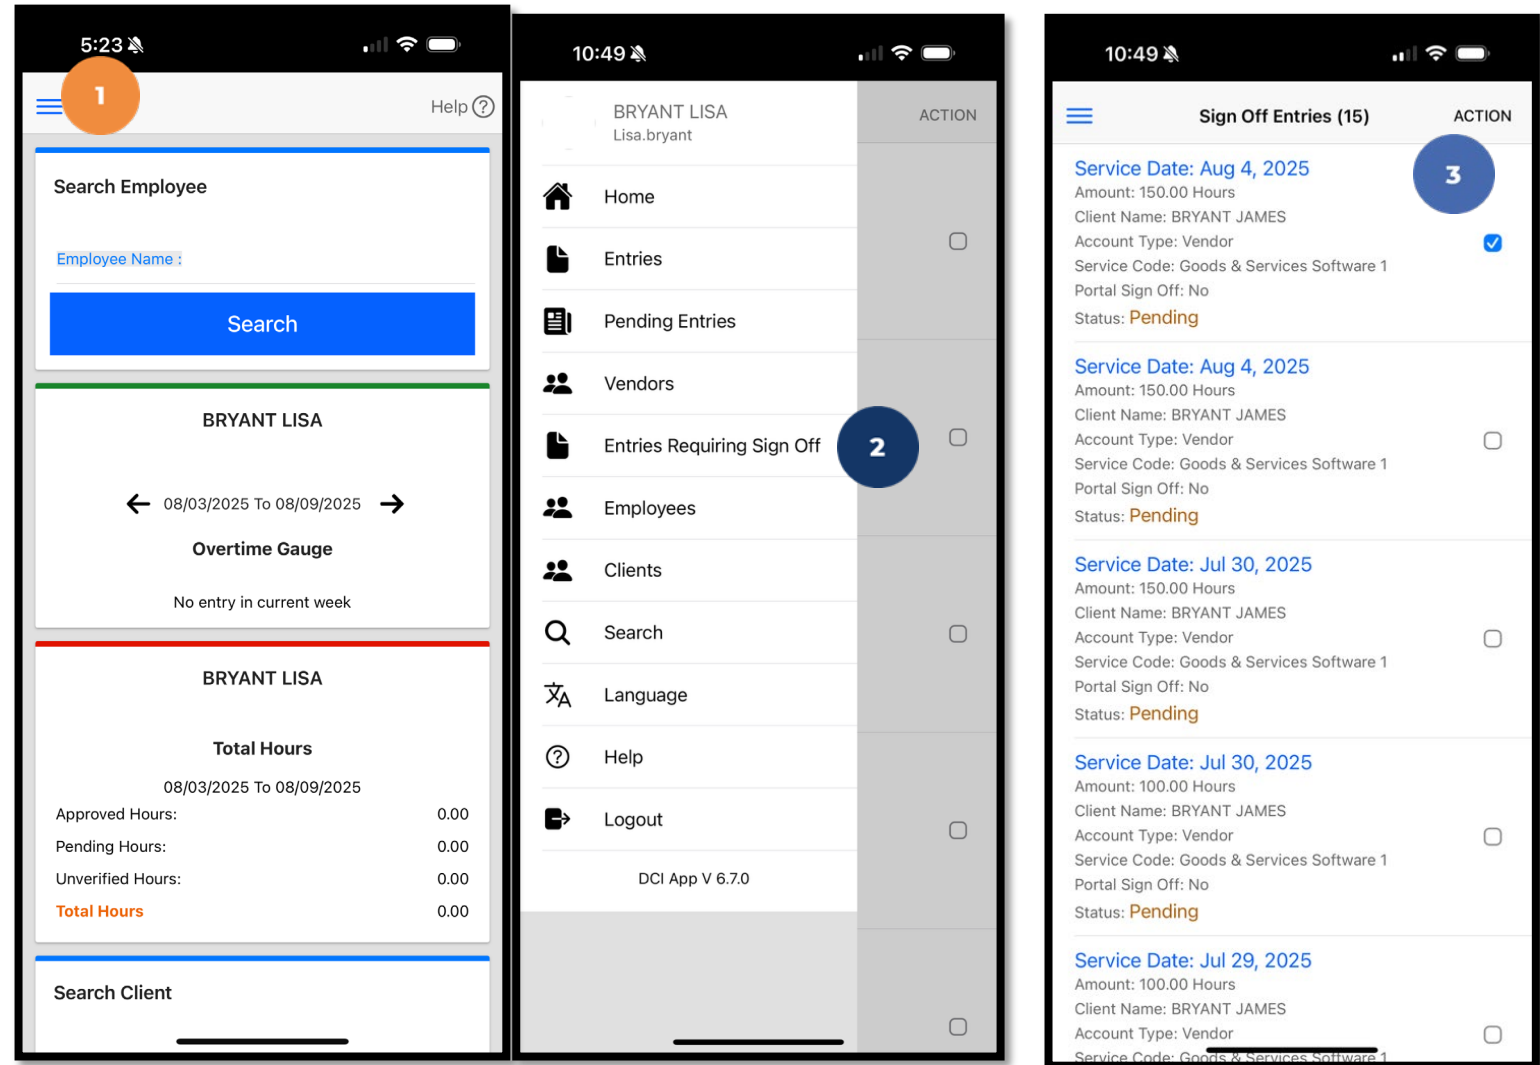 5:23
1
Help
Search Employee
Employee Name :
Search
BRYANT LISA
08/03/2025 To 08/09/2025
Overtime Gauge
No entry in current week
BRYANT LISA
Total Hours
08/03/2025 To 08/09/2025
Approved Hours: 0.00
Pending Hours: 0.00
Unverified Hours: 0.00
Total Hours 0.00
Search Client
10:49
BRYANT LISA
Lisa.bryant
ACTION
Home
Entries
Pending Entries
Vendors
Entries Requiring Sign Off
2
Employees
Clients
Search
Language
Help
Logout
DCI App V 6.7.0
10:49
Sign Off Entries (15) ACTION
3
Service Date: Aug 4, 2025
Amount: 150.00 Hours
Client Name: BRYANT JAMES
Account Type: Vendor
Service Code: Goods & Services Software 1
Portal Sign Off: No
Status: Pending
Service Date: Aug 4, 2025
Amount: 150.00 Hours
Client Name: BRYANT JAMES
Account Type: Vendor
Service Code: Goods & Services Software 1
Portal Sign Off: No
Status: Pending
Service Date: Jul 30, 2025
Amount: 150.00 Hours
Client Name: BRYANT JAMES
Account Type: Vendor
Service Code: Goods & Services Software 1
Portal Sign Off: No
Status: Pending
Service Date: Jul 30, 2025
Amount: 100.00 Hours
Client Name: BRYANT JAMES
Account Type: Vendor
Service Code: Goods & Services Software 1
Portal Sign Off: No
Status: Pending
Service Date: Jul 29, 2025
Amount: 100.00 Hours
Client Name: BRYANT JAMES
Account Type: Vendor
Service Code: Goods & Services Software 1